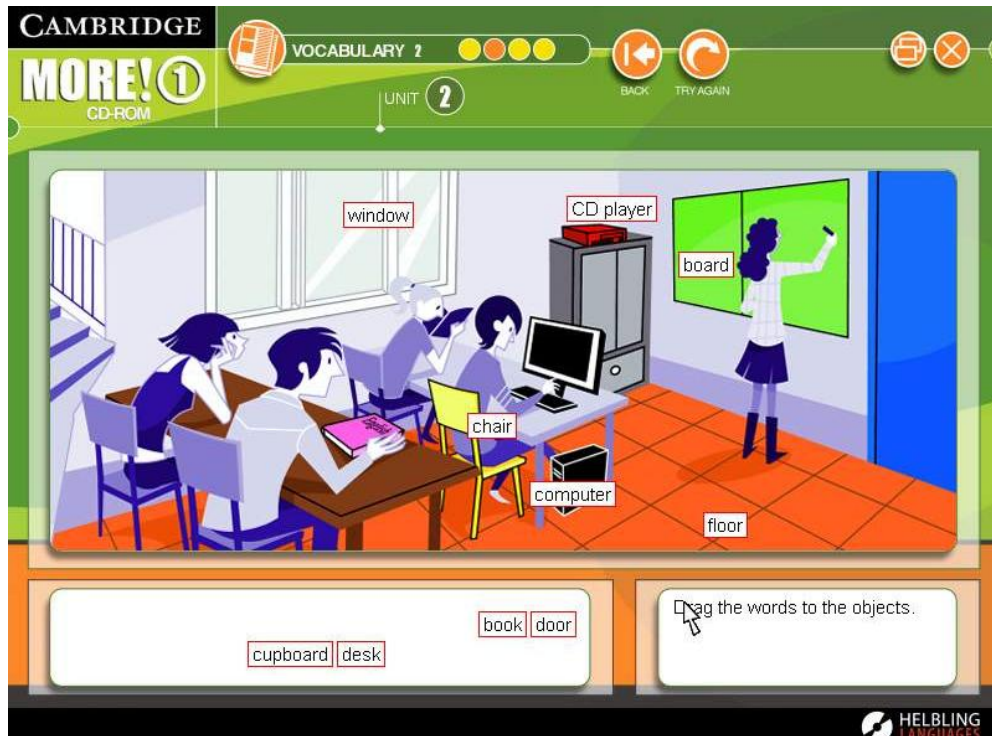 CAMBRIDGE
MORE! 1
CD-ROM
VOCABULARY 2
UNIT 2
BACK
TRY AGAIN
window
CD player
board
English
chair
computer
floor
book door
cupboard desk
Drag the words to the objects.
HELBLING
LANGUAGES